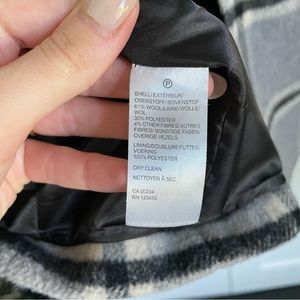 P
SHELL/ EXTÉRIEUR/
OBERSTOFF/ BOVENSTOF
61% WOOL/LAINE/WOLLE/
WOL
35% POLYESTER
4% OTHER FIBRES/AUTRES
FIBRES/ SONSTIGE FASER/
OVERIGE VEZELS
LINING/DOUBLURE/FUTTER/
VOERING
100% POLYESTER
DRY CLEAN
NETTOYER À SEC
CA 00234
RN 123455